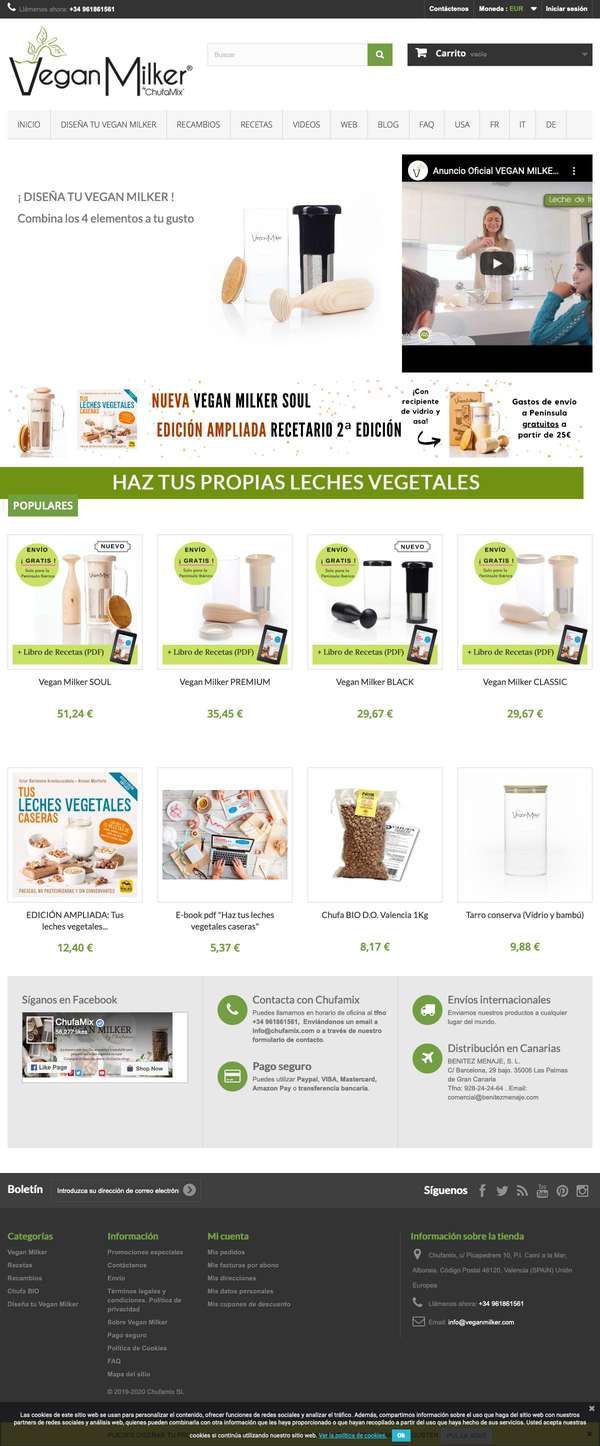 Llámenos ahora: +34 961861561
Contáctenos
Moneda : EUR
Iniciar sesión
Vegan Milker®
by ChufaMix®
Buscar
Carrito vacío
INICIO
DISEÑA TU VEGAN MILKER
RECAMBIOS
RECETAS
VIDEOS
WEB
BLOG
FAQ
USA
FR
IT
DE
¡ DISEÑA TU VEGAN MILKER !
Combina los 4 elementos a tu gusto
VeganMilker
Anuncio Oficial VEGAN MILKE...
Leche de
TUS
LECHES VEGETALES
CASERAS
NUEVA VEGAN MILKER SOUL
EDICIÓN AMPLIADA RECETARIO 2ª EDICIÓN
¡Con
recipiente
de vidrio y
asa!
Gastos de envío
a Península
gratuitos a
partir de 25€
HAZ TUS PROPIAS LECHES VEGETALES
POPULARES
ENVÍO
¡ GRATIS !
Solo para la
Península Ibérica
NUEVO
+ Libro de Recetas (PDF)
Vegan Milker SOUL
51,24 €
ENVÍO
¡ GRATIS !
Solo para la
Península Ibérica
+ Libro de Recetas (PDF)
Vegan Milker PREMIUM
35,45 €
ENVÍO
¡ GRATIS !
Solo para la
Península Ibérica
NUEVO
+ Libro de Recetas (PDF)
Vegan Milker BLACK
29,67 €
ENVÍO
¡ GRATIS !
Solo para la
Península Ibérica
+ Libro de Recetas (PDF)
Vegan Milker CLASSIC
29,67 €
TUS
LECHES VEGETALES
CASERAS
FRESCAS, NO PASTEURIZADAS Y SIN CONSERVANTES
EDICIÓN AMPLIADA: Tus
leches vegetales...
12,40 €
E-book pdf "Haz tus leches
vegetales caseras"
5,37 €
Chufa BIO D.O. Valencia 1Kg
8,17 €
VeganMilker
Tarro conserva (Vidrio y bambú)
9,88 €
Síganos en Facebook
ChufaMix
56,277 likes
Like Page
Shop Now
Contacta con Chufamix
Puedes llamarnos en horario de oficina al tfno
+34 961861561, Enviándonos un email a
info@chufamix.com o a través de nuestro
formulario de contacto.
Pago seguro
Puedes utilizar Paypal, VISA, Mastercard,
Amazon Pay o transferencia bancaria.
Envíos internacionales
Enviamos nuestros productos a cualquier
lugar del mundo.
Distribución en Canarias
BENITEZ MENAJE, S. L.
C/ Barcelona, 29 bajo. 35006 Las Palmas
de Gran Canaria
Tfno: 928-24-24-64 . Email:
comercial@benitezmenaje.com
Boletín
Introduzca su dirección de correo electrón
Síguenos
Categorías
Vegan Milker
Recetas
Recambios
Chufa BIO
Diseña tu Vegan Milker
Información
Promociones especiales
Contáctenos
Envío
Términos legales y
condiciones. Política de
privacidad
Sobre Vegan Milker
Pago seguro
Política de Cookies
FAQ
Mapa del sitio
© 2019-2020 Chufamix SL
Mi cuenta
Mis pedidos
Mis facturas por abono
Mis direcciones
Mis datos personales
Mis cupones de descuento
Información sobre la tienda
Chufamix, c/ Picapedrers 10, P.I. Camí a la Mar,
Alboraia. Código Postal 46120, Valencia (SPAIN) Unión
Europea
Llámenos ahora: +34 961861561
Email: info@veganmilker.com
Las cookies de este sitio web se usan para personalizar el contenido, ofrecer funciones de redes sociales y analizar el tráfico. Además, compartimos información sobre el uso que haga del sitio web con nuestros
partners de redes sociales y análisis web, quienes pueden combinarla con otra información que les haya proporcionado o que hayan recopilado a partir del uso que haya hecho de sus servicios. Usted acepta nuestras
cookies si continúa utilizando nuestro sitio web. Ver la política de cookies. Ok